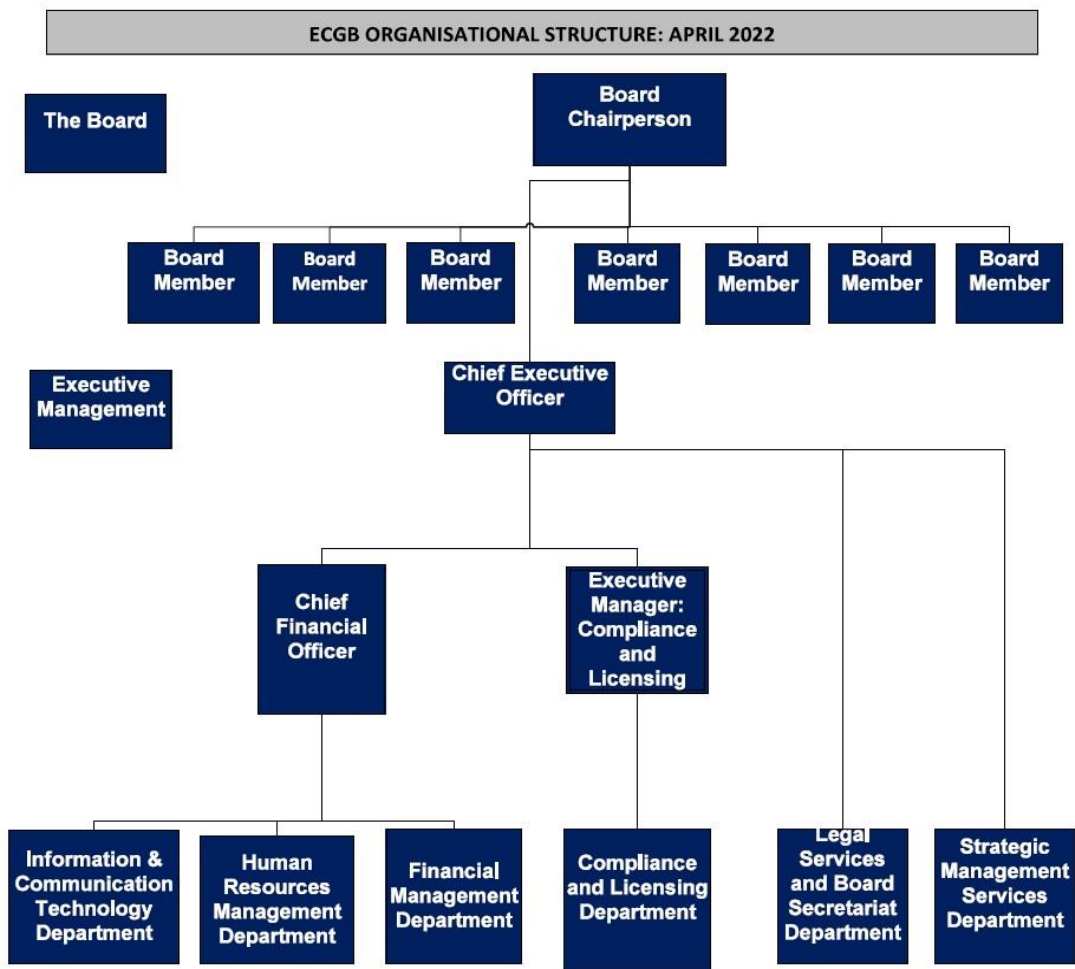 ECGB ORGANISATIONAL STRUCTURE: APRIL 2022
The Board
Board
Chairperson
Board
Member
Board
Member
Board
Member
Board
Member
Board
Member
Board
Member
Board
Member
Executive
Management
Chief Executive
Officer
Chief
Financial
Officer
Executive
Manager:
Compliance
and
Licensing
Information &
Communication
Technology
Department
Human
Resources
Management
Department
Financial
Management
Department
Compliance
and Licensing
Department
Legal
Services
and Board
Secretariat
Department
Strategic
Management
Services
Department